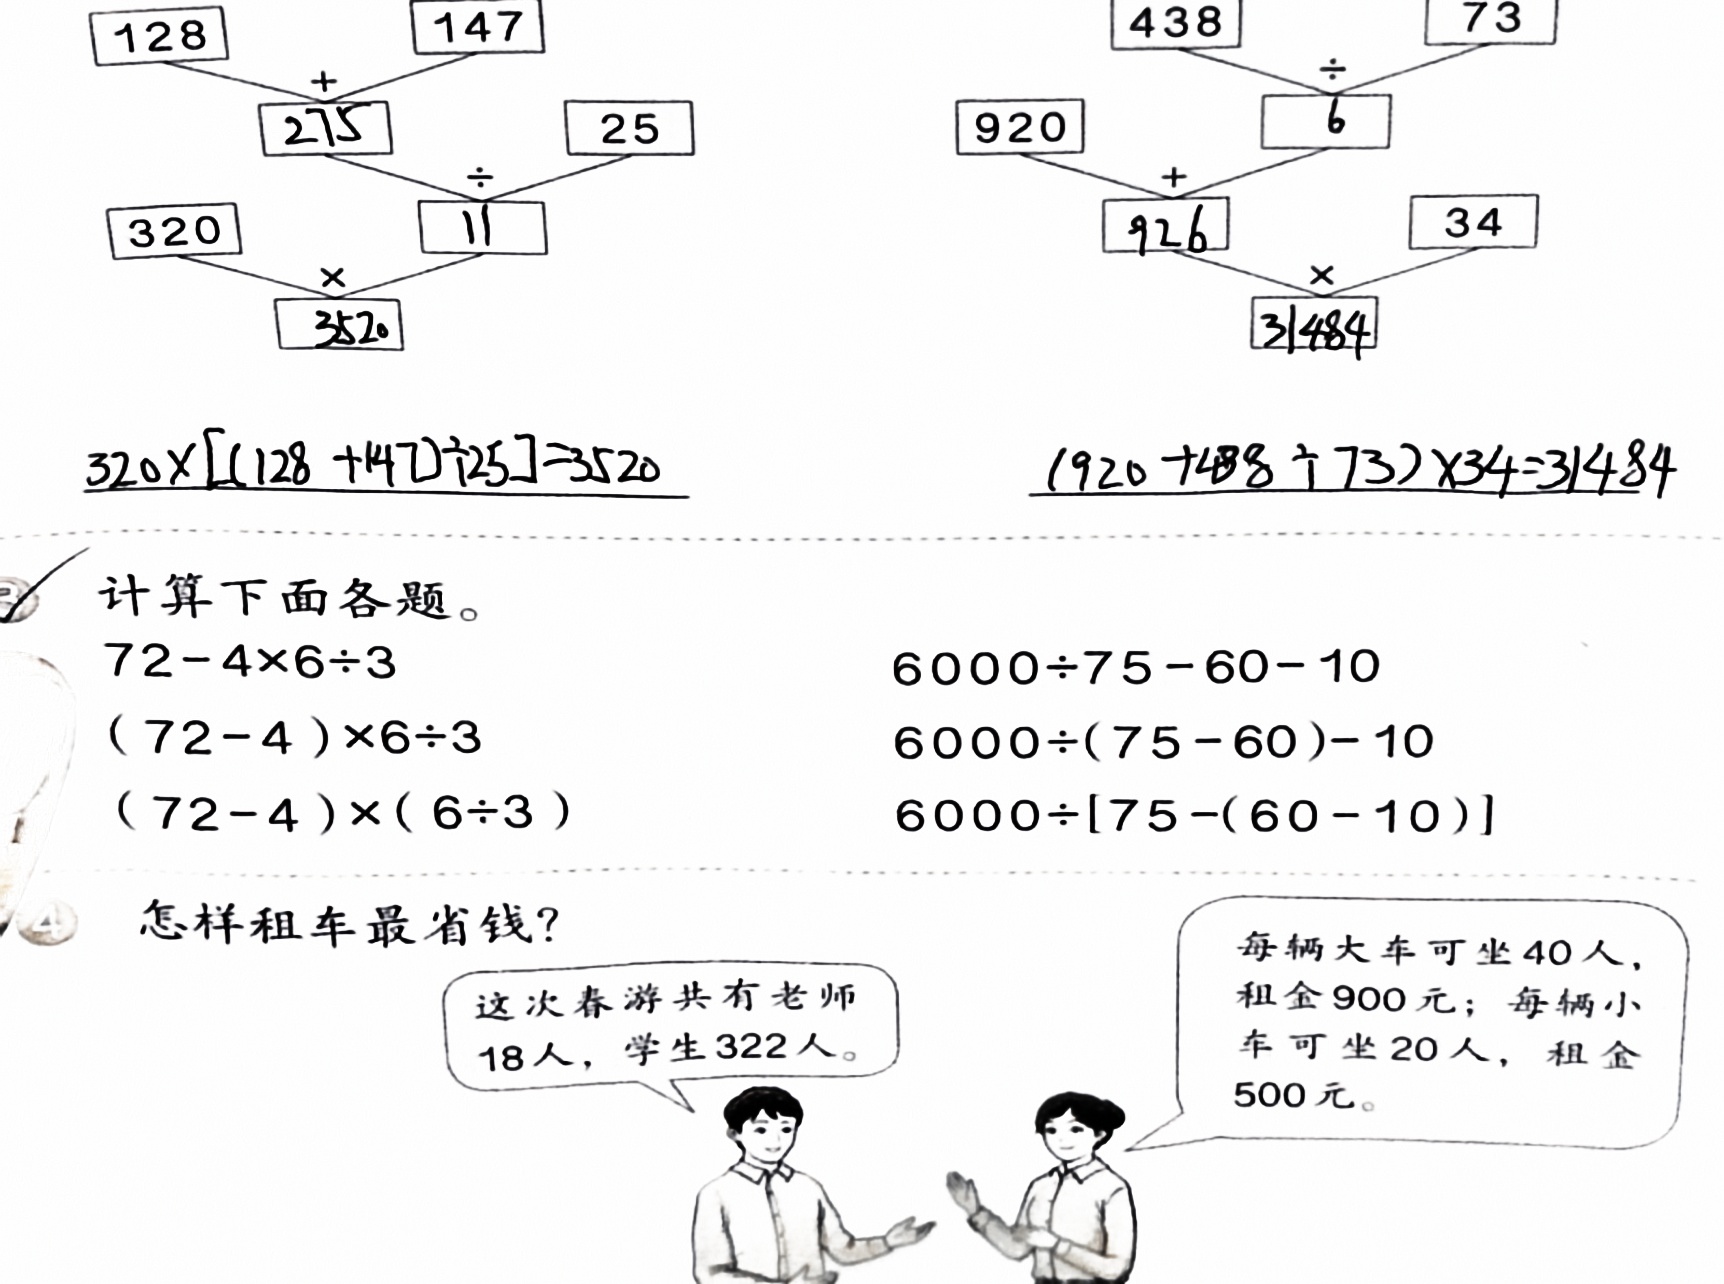 128 147 438 73
+ ÷
275 25 920 6
÷ +
320 11 926 34
× ×
3520 31484
320×[(128+147)÷25]=3520 (920+438÷73)×34=31484
计算下面各题。
72-4×6÷3 6000÷75-60-10
(72-4)×6÷3 6000÷(75-60)-10
(72-4)×(6÷3) 6000÷[75-(60-10)]
4 怎样租车最省钱?
这次春游共有老师
18人，学生322人。
每辆大车可坐40人，
租金900元；每辆小
车可坐20人，租金
500元。